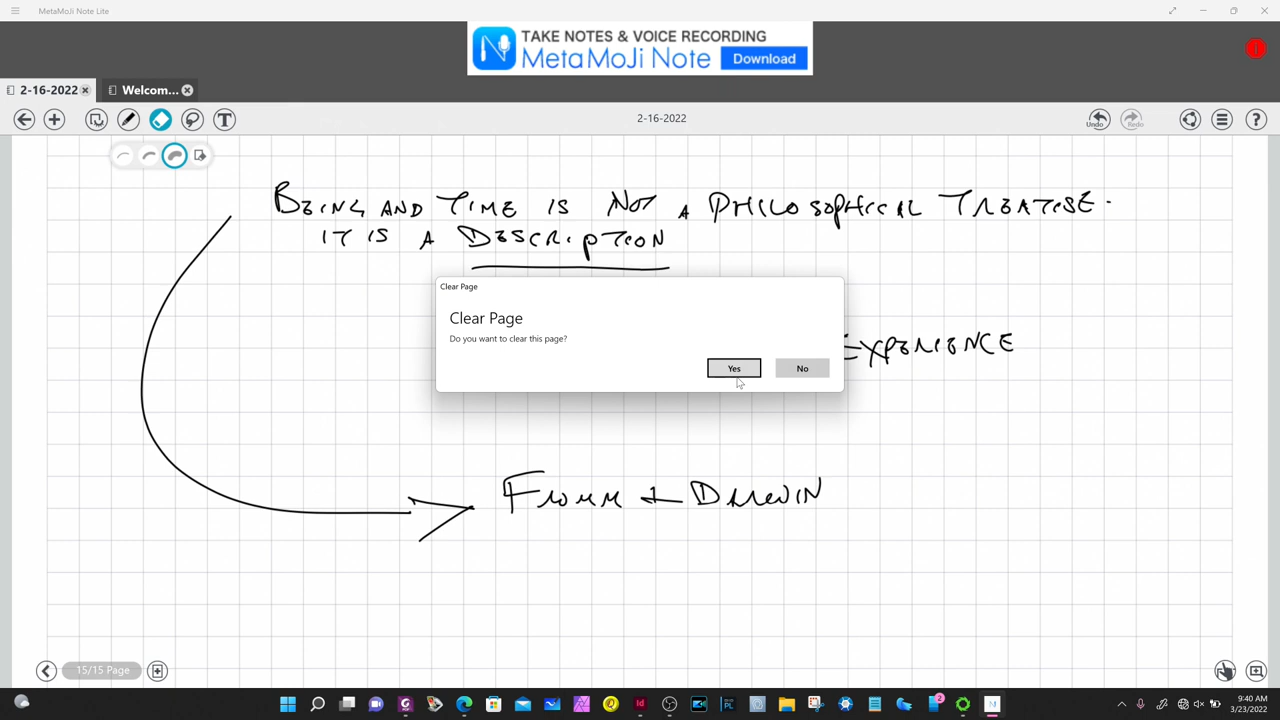 MetaMoJi Note Lite
TAKE NOTES & VOICE RECORDING
MetaMoJi Note Download
2-16-2022
Welcom...
2-16-2022
Undo
Redo
BEING AND TIME IS NOT A PHILOSOPHICAL TREATISE.
IT IS A DESCRIPTION
Clear Page
Clear Page
Do you want to clear this page?
EXPERIENCE
Yes No
FROMM + DARWIN
15/15 Page
9:40 AM
3/23/2022